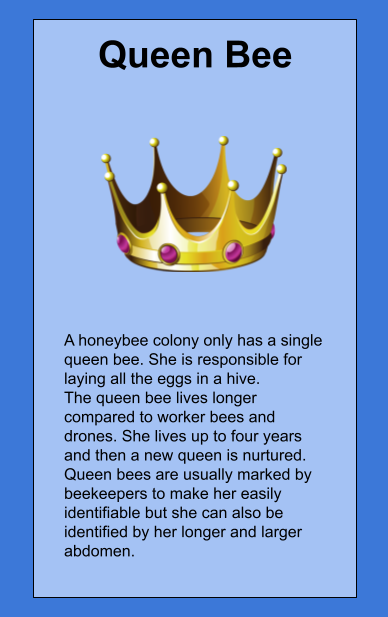 Queen Bee
A honeybee colony only has a single
queen bee. She is responsible for
laying all the eggs in a hive.
The queen bee lives longer
compared to worker bees and
drones. She lives up to four years
and then a new queen is nurtured.
Queen bees are usually marked by
beekeepers to make her easily
identifiable but she can also be
identified by her longer and larger
abdomen.